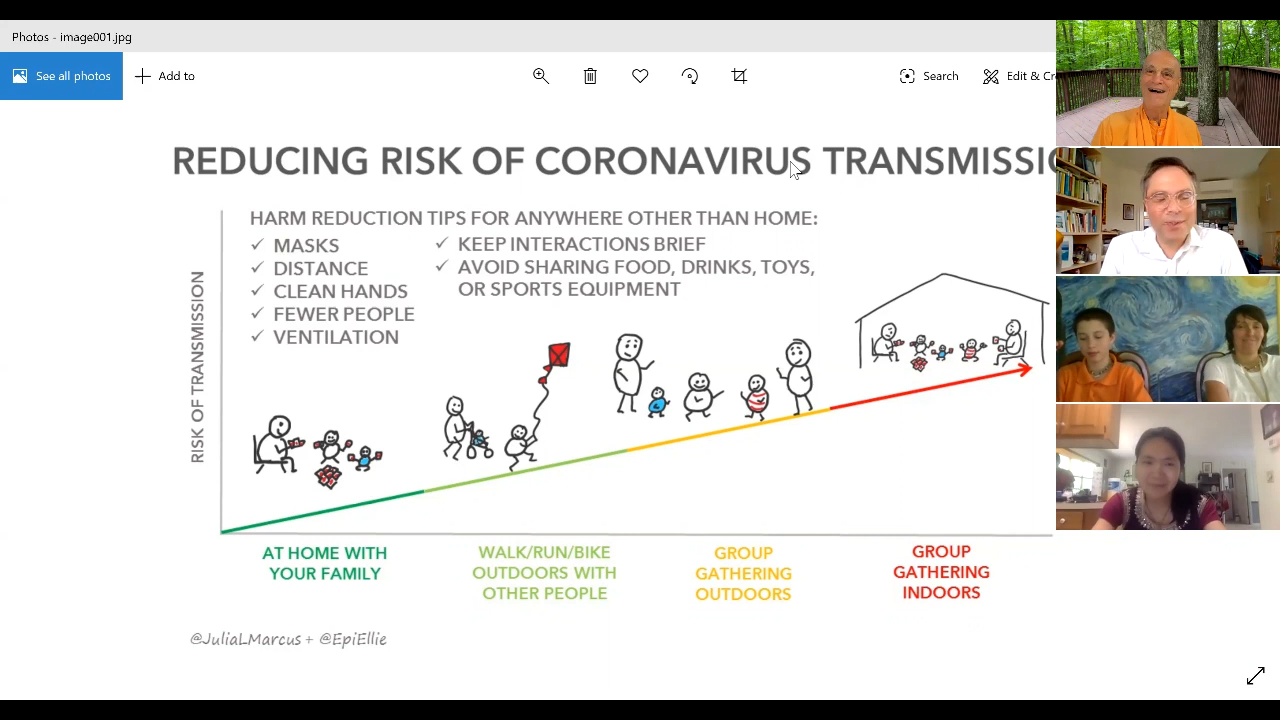 Photos - image001.jpg
See all photos
Add to
Search
Edit & Cr
REDUCING RISK OF CORONAVIRUS TRANSMISSIO
HARM REDUCTION TIPS FOR ANYWHERE OTHER THAN HOME:
✓ MASKS
✓ DISTANCE
✓ CLEAN HANDS
✓ FEWER PEOPLE
✓ VENTILATION
✓ KEEP INTERACTIONS BRIEF
✓ AVOID SHARING FOOD, DRINKS, TOYS,
OR SPORTS EQUIPMENT
RISK OF TRANSMISSION
AT HOME WITH
YOUR FAMILY
WALK/RUN/BIKE
OUTDOORS WITH
OTHER PEOPLE
GROUP
GATHERING
OUTDOORS
GROUP
GATHERING
INDOORS
@JuliaLMarcus + @EpiEllie